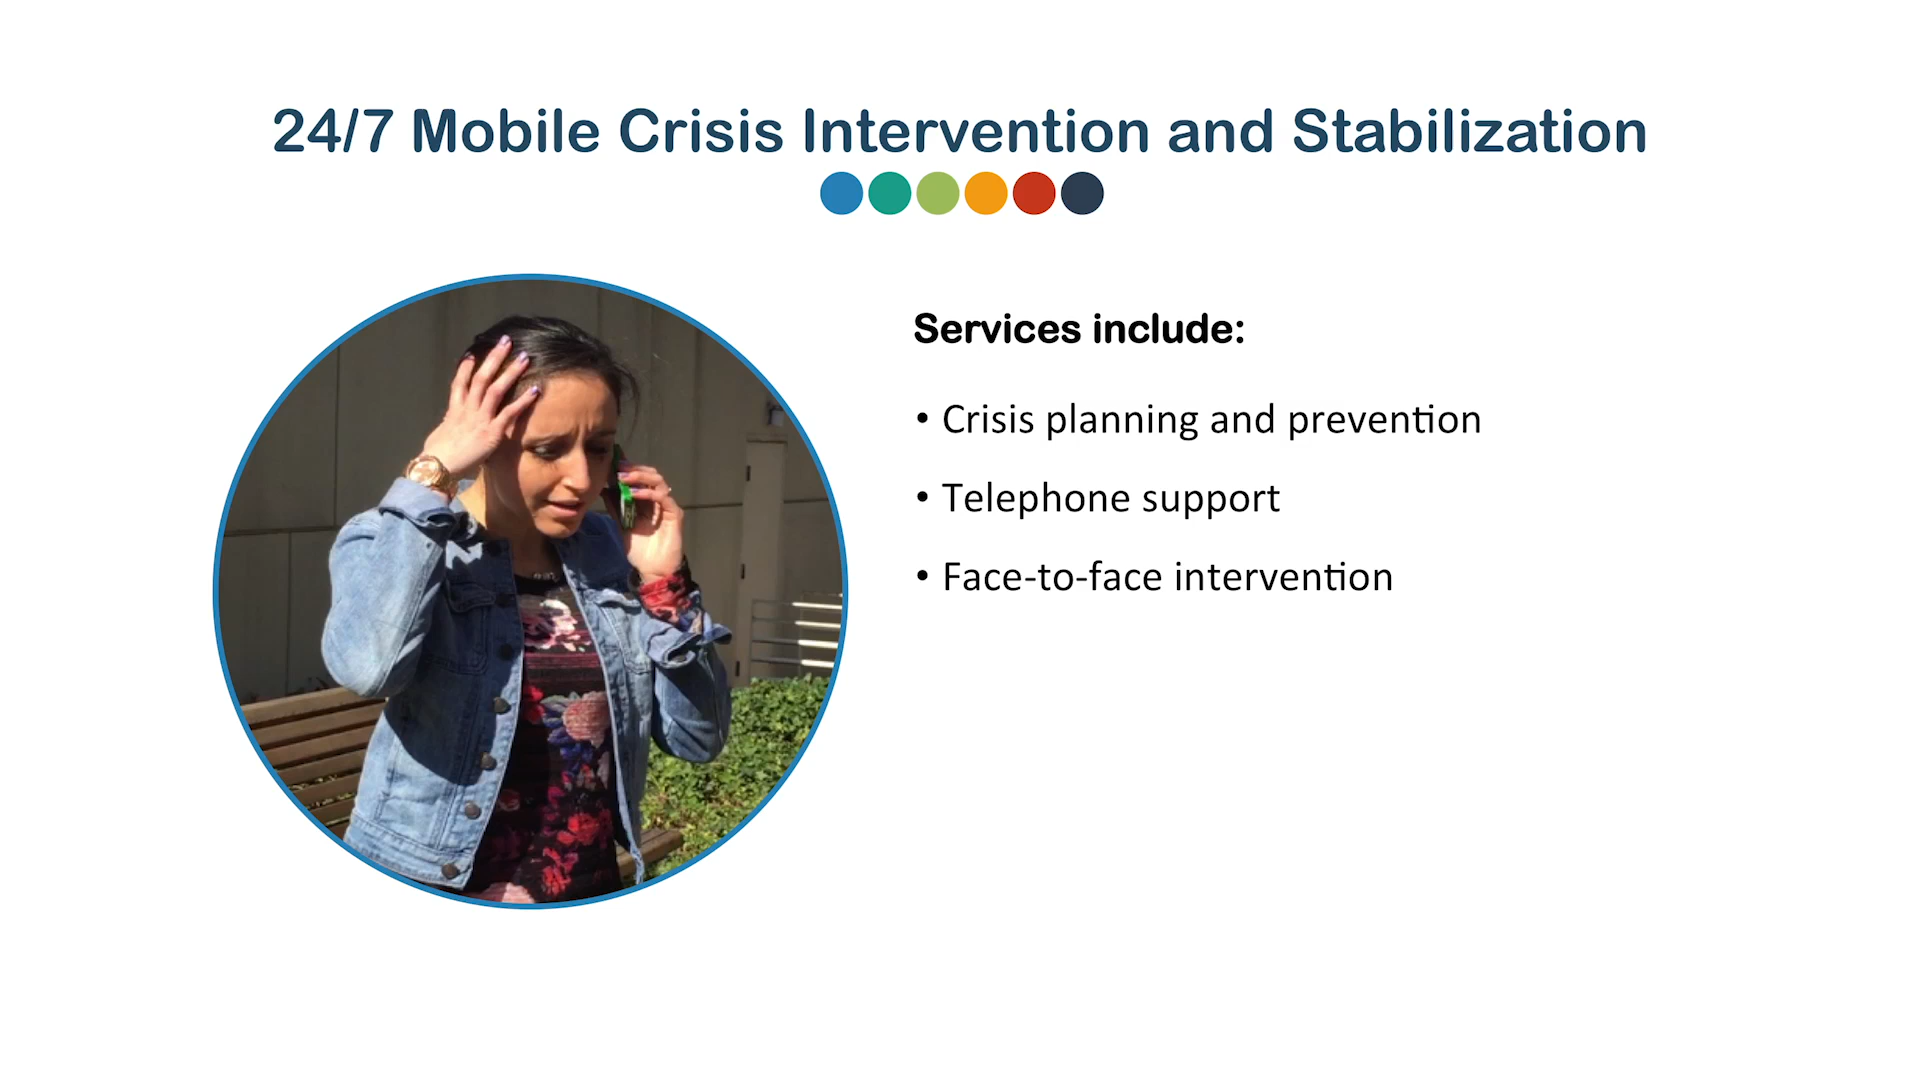 24/7 Mobile Crisis Intervention and Stabilization
Services include:
• Crisis planning and prevention
• Telephone support
• Face-to-face intervention